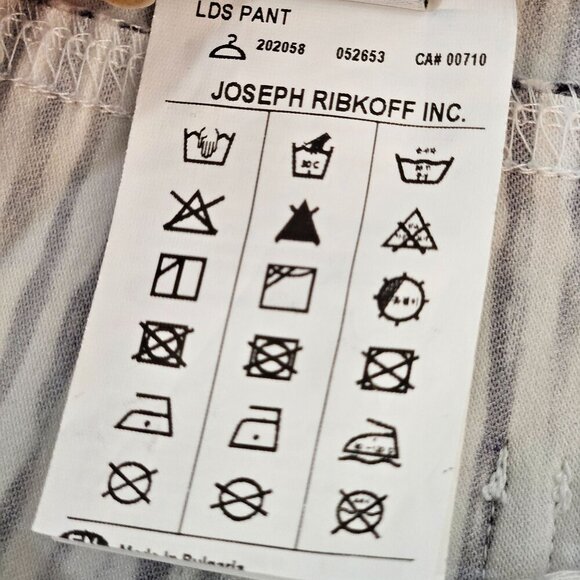 LDS PANT
202058 052653 CA# 00710
JOSEPH RIBKOFF INC.
30 C
Made in Bulgaria